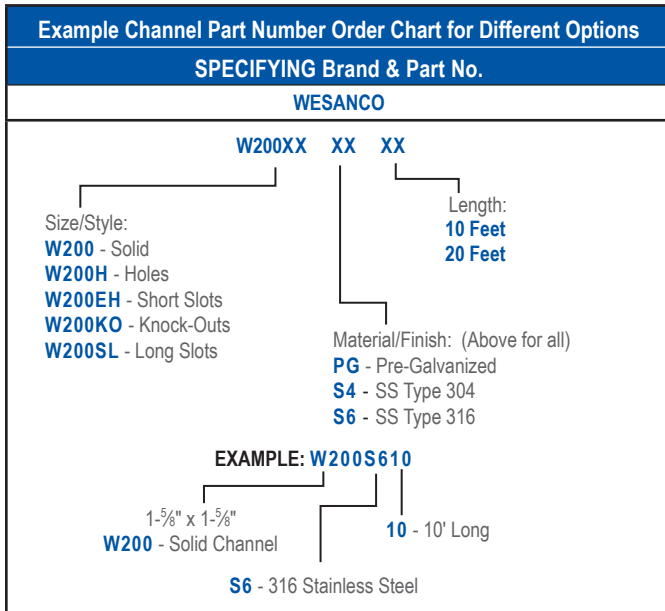 Example Channel Part Number Order Chart for Different Options
SPECIFYING Brand & Part No.
WESANCO
W200XX XX XX
Size/Style:
W200 - Solid
W200H - Holes
W200EH - Short Slots
W200KO - Knock-Outs
W200SL - Long Slots
Length:
10 Feet
20 Feet
Material/Finish: (Above for all)
PG - Pre-Galvanized
S4 - SS Type 304
S6 - SS Type 316
EXAMPLE: W200S610
1-⅝" x 1-⅝"
W200 - Solid Channel
10 - 10' Long
S6 - 316 Stainless Steel